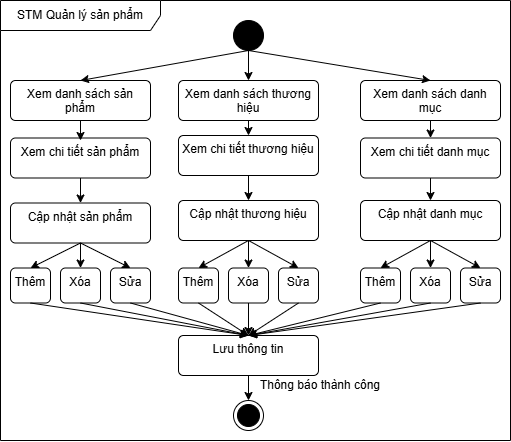 STM Quản lý sản phẩm
Xem danh sách sản
phẩm
Xem danh sách thương
hiệu
Xem danh sách danh
mục
Xem chi tiết sản phẩm
Xem chi tiết thương hiệu
Xem chi tiết danh mục
Cập nhật sản phẩm
Cập nhật thương hiệu
Cập nhật danh mục
Thêm
Xóa
Sửa
Thêm
Xóa
Sửa
Thêm
Xóa
Sửa
Lưu thông tin
Thông báo thành công